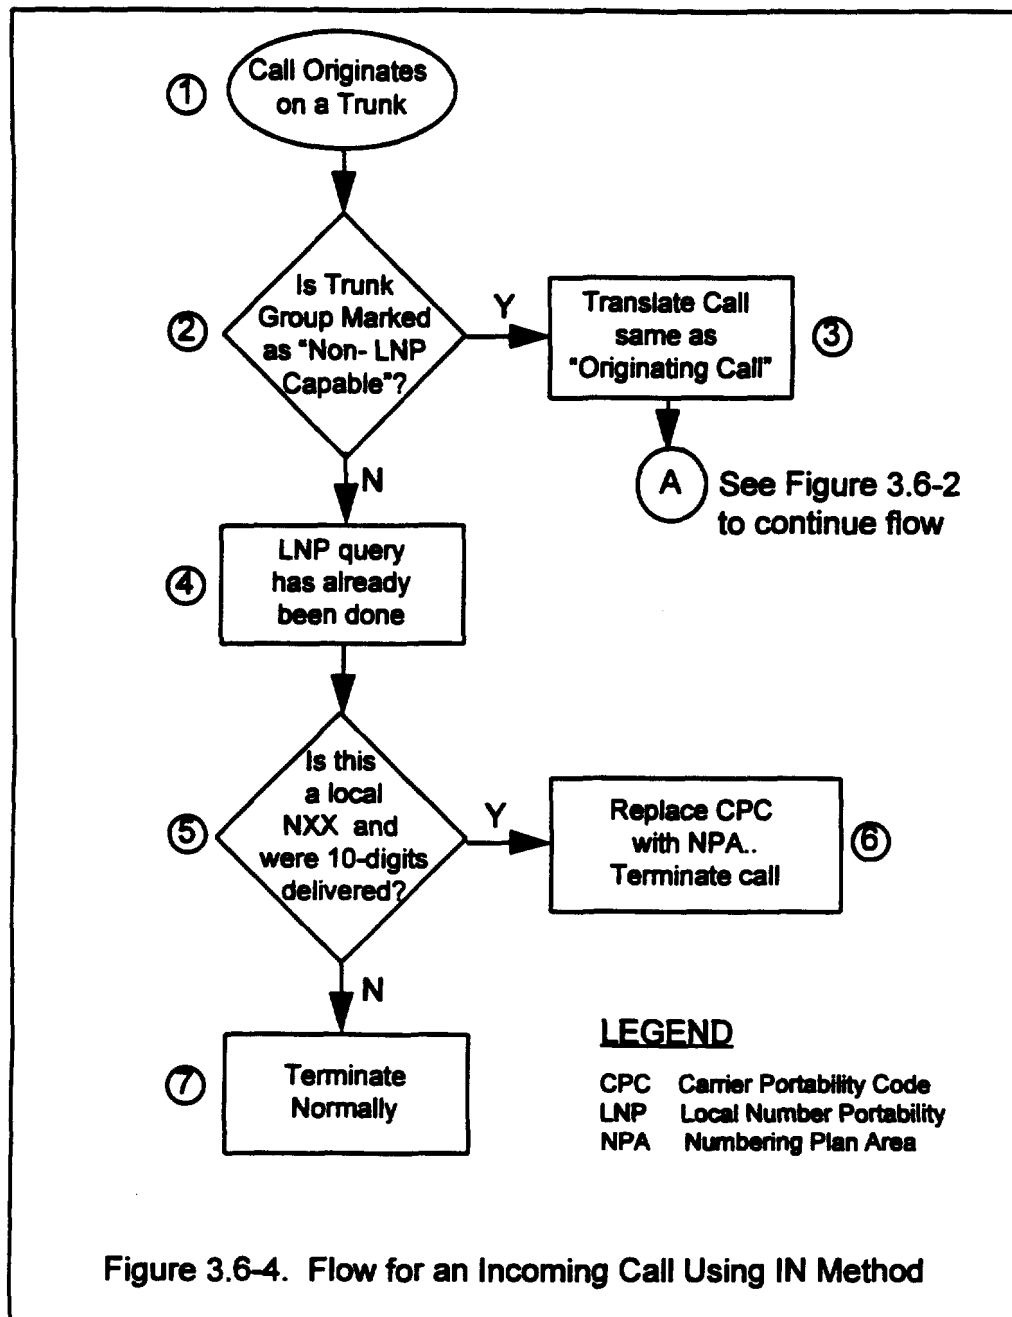 1
Call Originates
on a Trunk
2
Is Trunk
Group Marked
as "Non- LNP
Capable"?
Y
Translate Call
same as
"Originating Call"
3
A
See Figure 3.6-2
to continue flow
N
4
LNP query
has already
been done
5
Is this
a local
NXX and
were 10-digits
delivered?
Y
Replace CPC
with NPA..
Terminate call
6
N
7
Terminate
Normally
LEGEND
CPC Carrier Portability Code
LNP Local Number Portability
NPA Numbering Plan Area
Figure 3.6-4. Flow for an Incoming Call Using IN Method